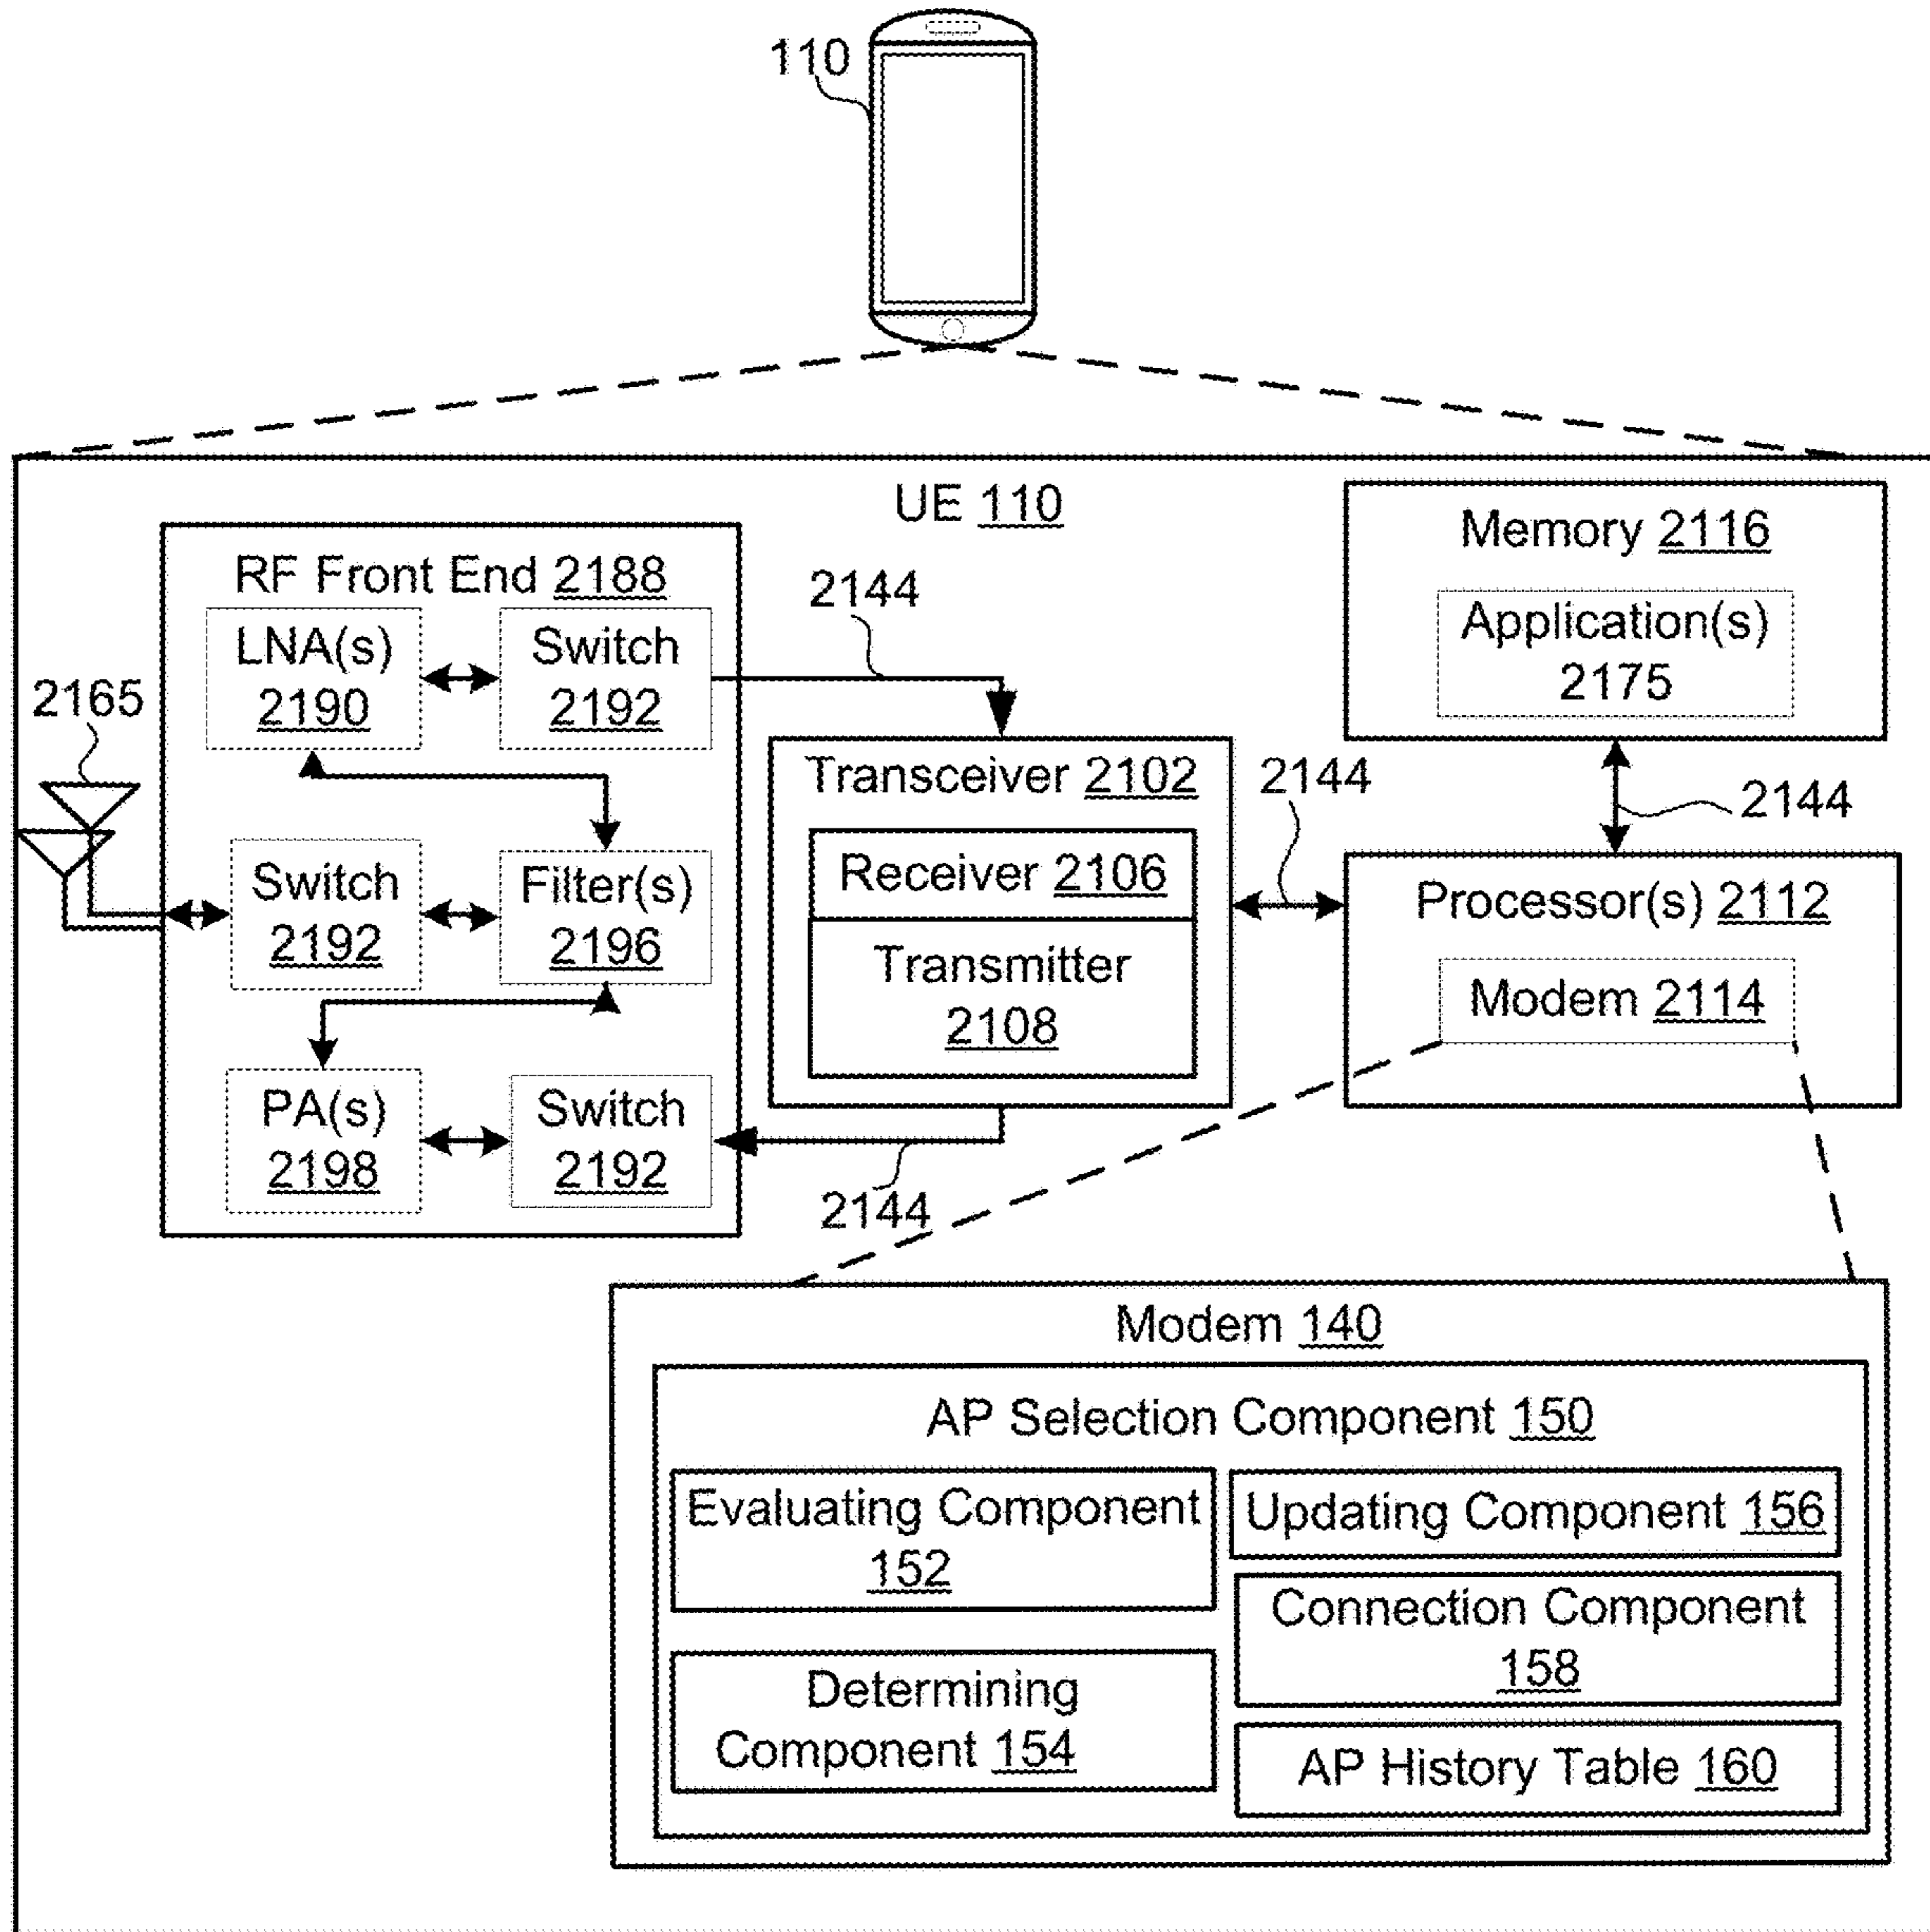 110
UE 110
RF Front End 2188
LNA(s)
2190
Switch
2192
2144
2165
Switch
2192
Filter(s)
2196
PA(s)
2198
Switch
2192
2144
Transceiver 2102
Receiver 2106
Transmitter
2108
2144
Memory 2116
Application(s)
2175
2144
Processor(s) 2112
Modem 2114
Modem 140
AP Selection Component 150
Evaluating Component
152
Determining
Component 154
Updating Component 156
Connection Component
158
AP History Table 160